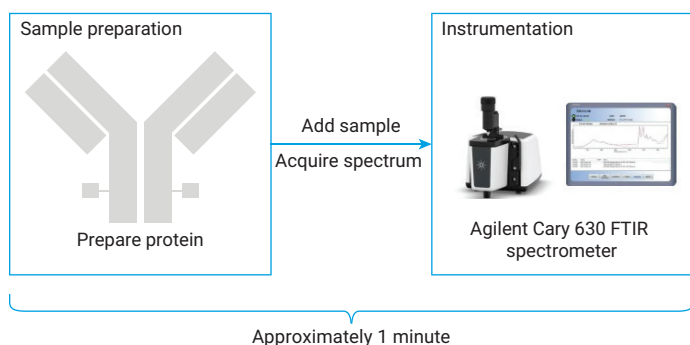 Sample preparation
Prepare protein
Add sample
Acquire spectrum
Instrumentation
Agilent Cary 630 FTIR
spectrometer
Approximately 1 minute